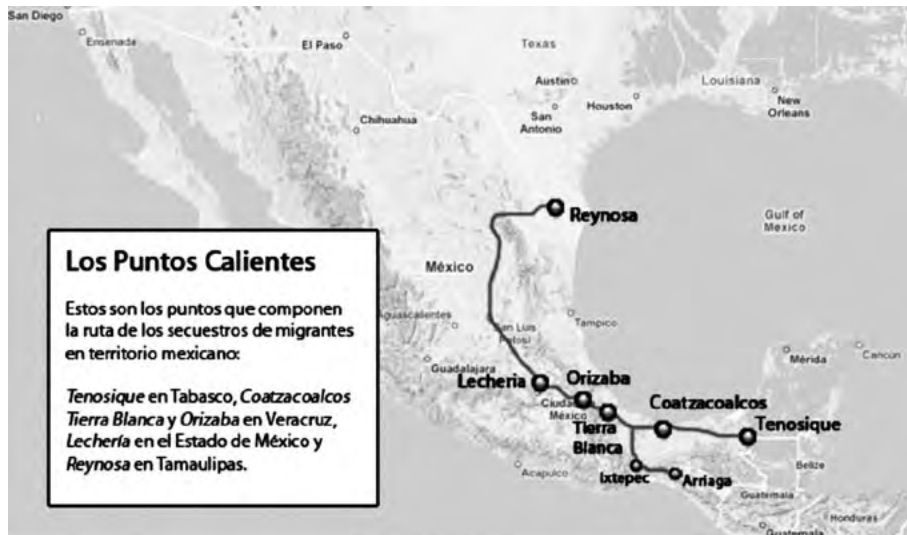 San Diego
Ensenada
El Paso
Texas
Austin
Houston
San
Antonio
Louisiana
New
Orleans
Chihuahua
Reynosa
Gulf of
Mexico
Los Puntos Calientes
Estos son los puntos que componen
la ruta de los secuestros de migrantes
en territorio mexicano:
Tenosique en Tabasco, Coatzacoalcos
Tierra Blanca y Orizaba en Veracruz,
Lechería en el Estado de México y
Reynosa en Tamaulipas.
México
Aguascalientes
San Luis
Potosí
Tampico
Guadalajara
Mérida
Cancún
Lecheria
Orizaba
Ciudad
México
Tierra
Blanca
Coatzacoalcos
Tenosique
Acapulco
Ixtepec
Arriaga
Belize
Guatemala
Honduras
Guatemala